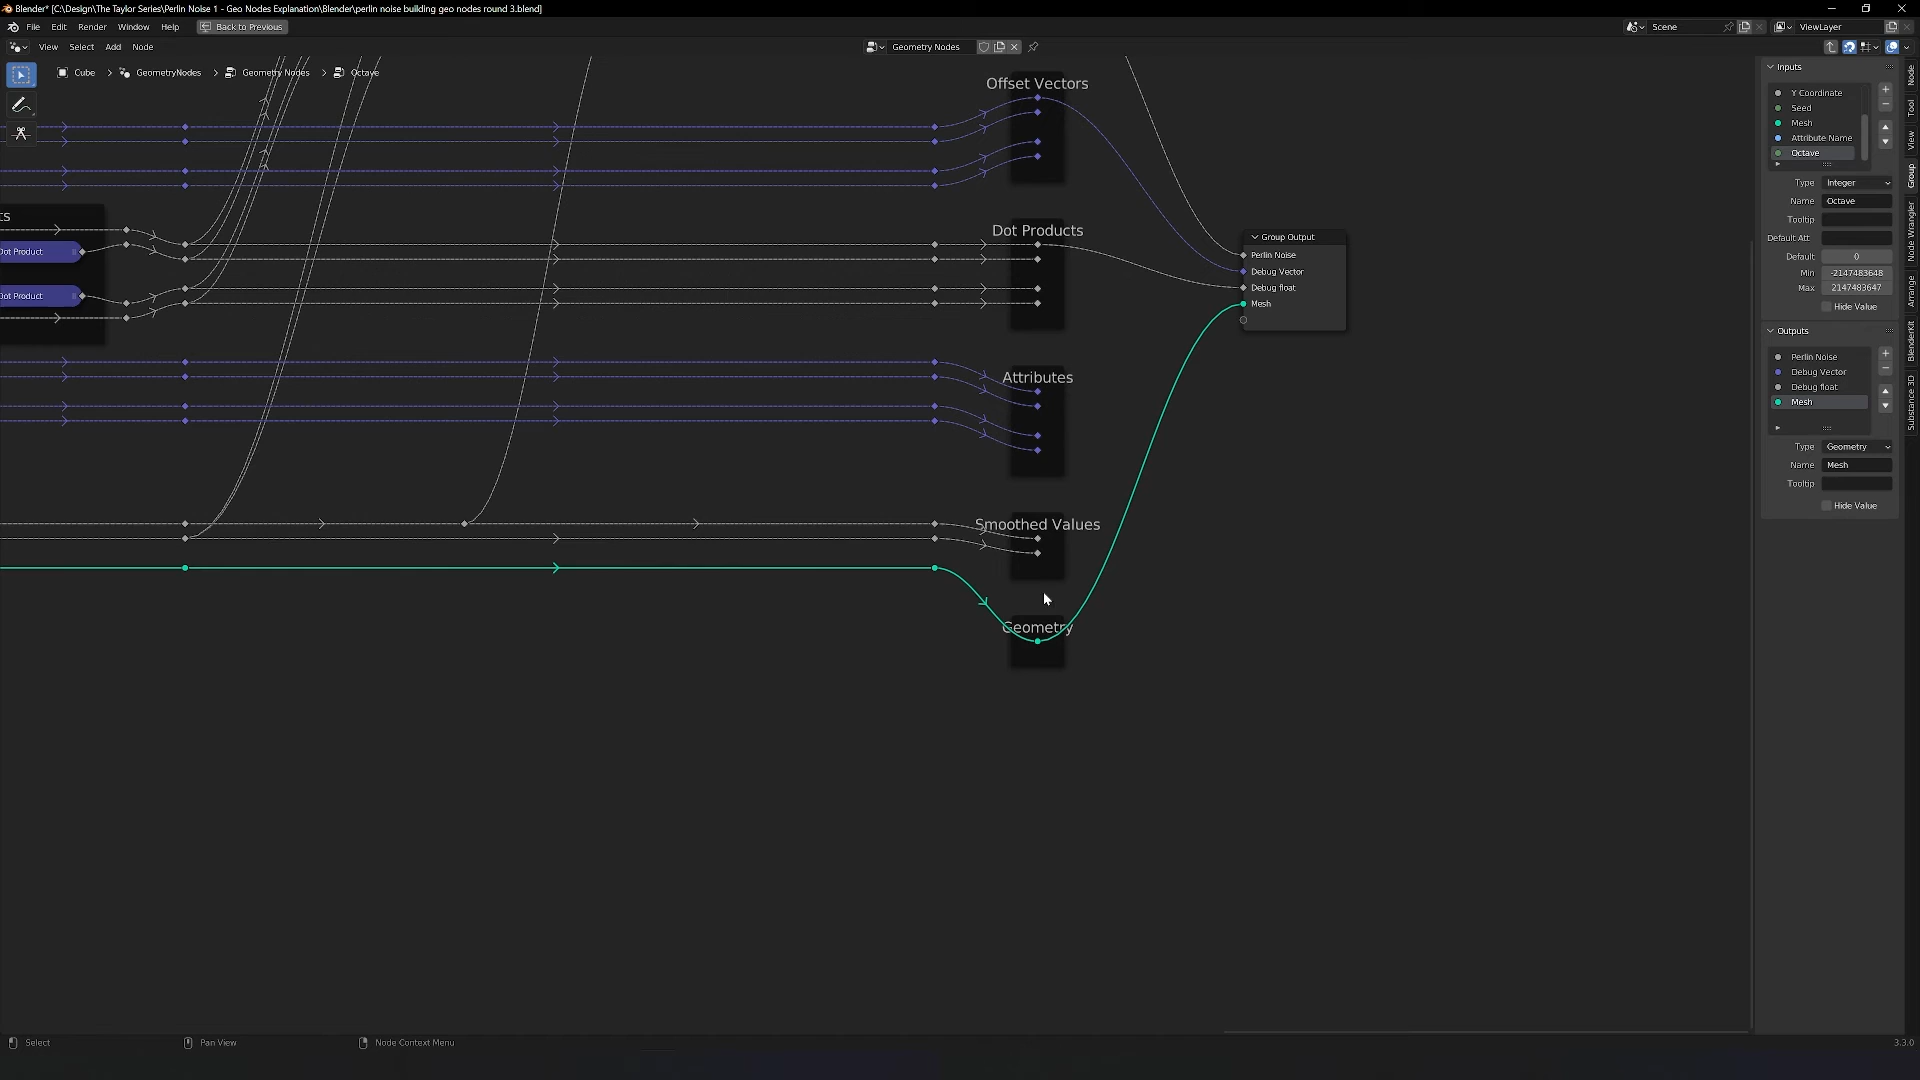 Blender* [C:\Design\The Taylor Series\Perlin Noise 1 - Geo Nodes Explanation\Blender\perlin noise building geo nodes round 3.blend]
File Edit Render Window Help Back to Previous
Scene
ViewLayer
View Select Add Node
Geometry Nodes
Cube GeometryNodes Geometry Nodes Octave
Offset Vectors
Dot Products
Dot Product
Dot Product
Attributes
Smoothed Values
Geometry
Group Output
Perlin Noise
Debug Vector
Debug float
Mesh
Inputs
Y Coordinate
Seed
Mesh
Attribute Name
Octave
Type Integer
Name Octave
Tooltip
Default Att
Default 0
Min -2147483648
Max 2147483647
Hide Value
Outputs
Perlin Noise
Debug Vector
Debug float
Mesh
Type Geometry
Name Mesh
Tooltip
Hide Value
Node
Tool
View
Group
Node Wrangler
Arrange
BlenderKit
Substance 3D
Select
Pan View
Node Context Menu
3.3.0